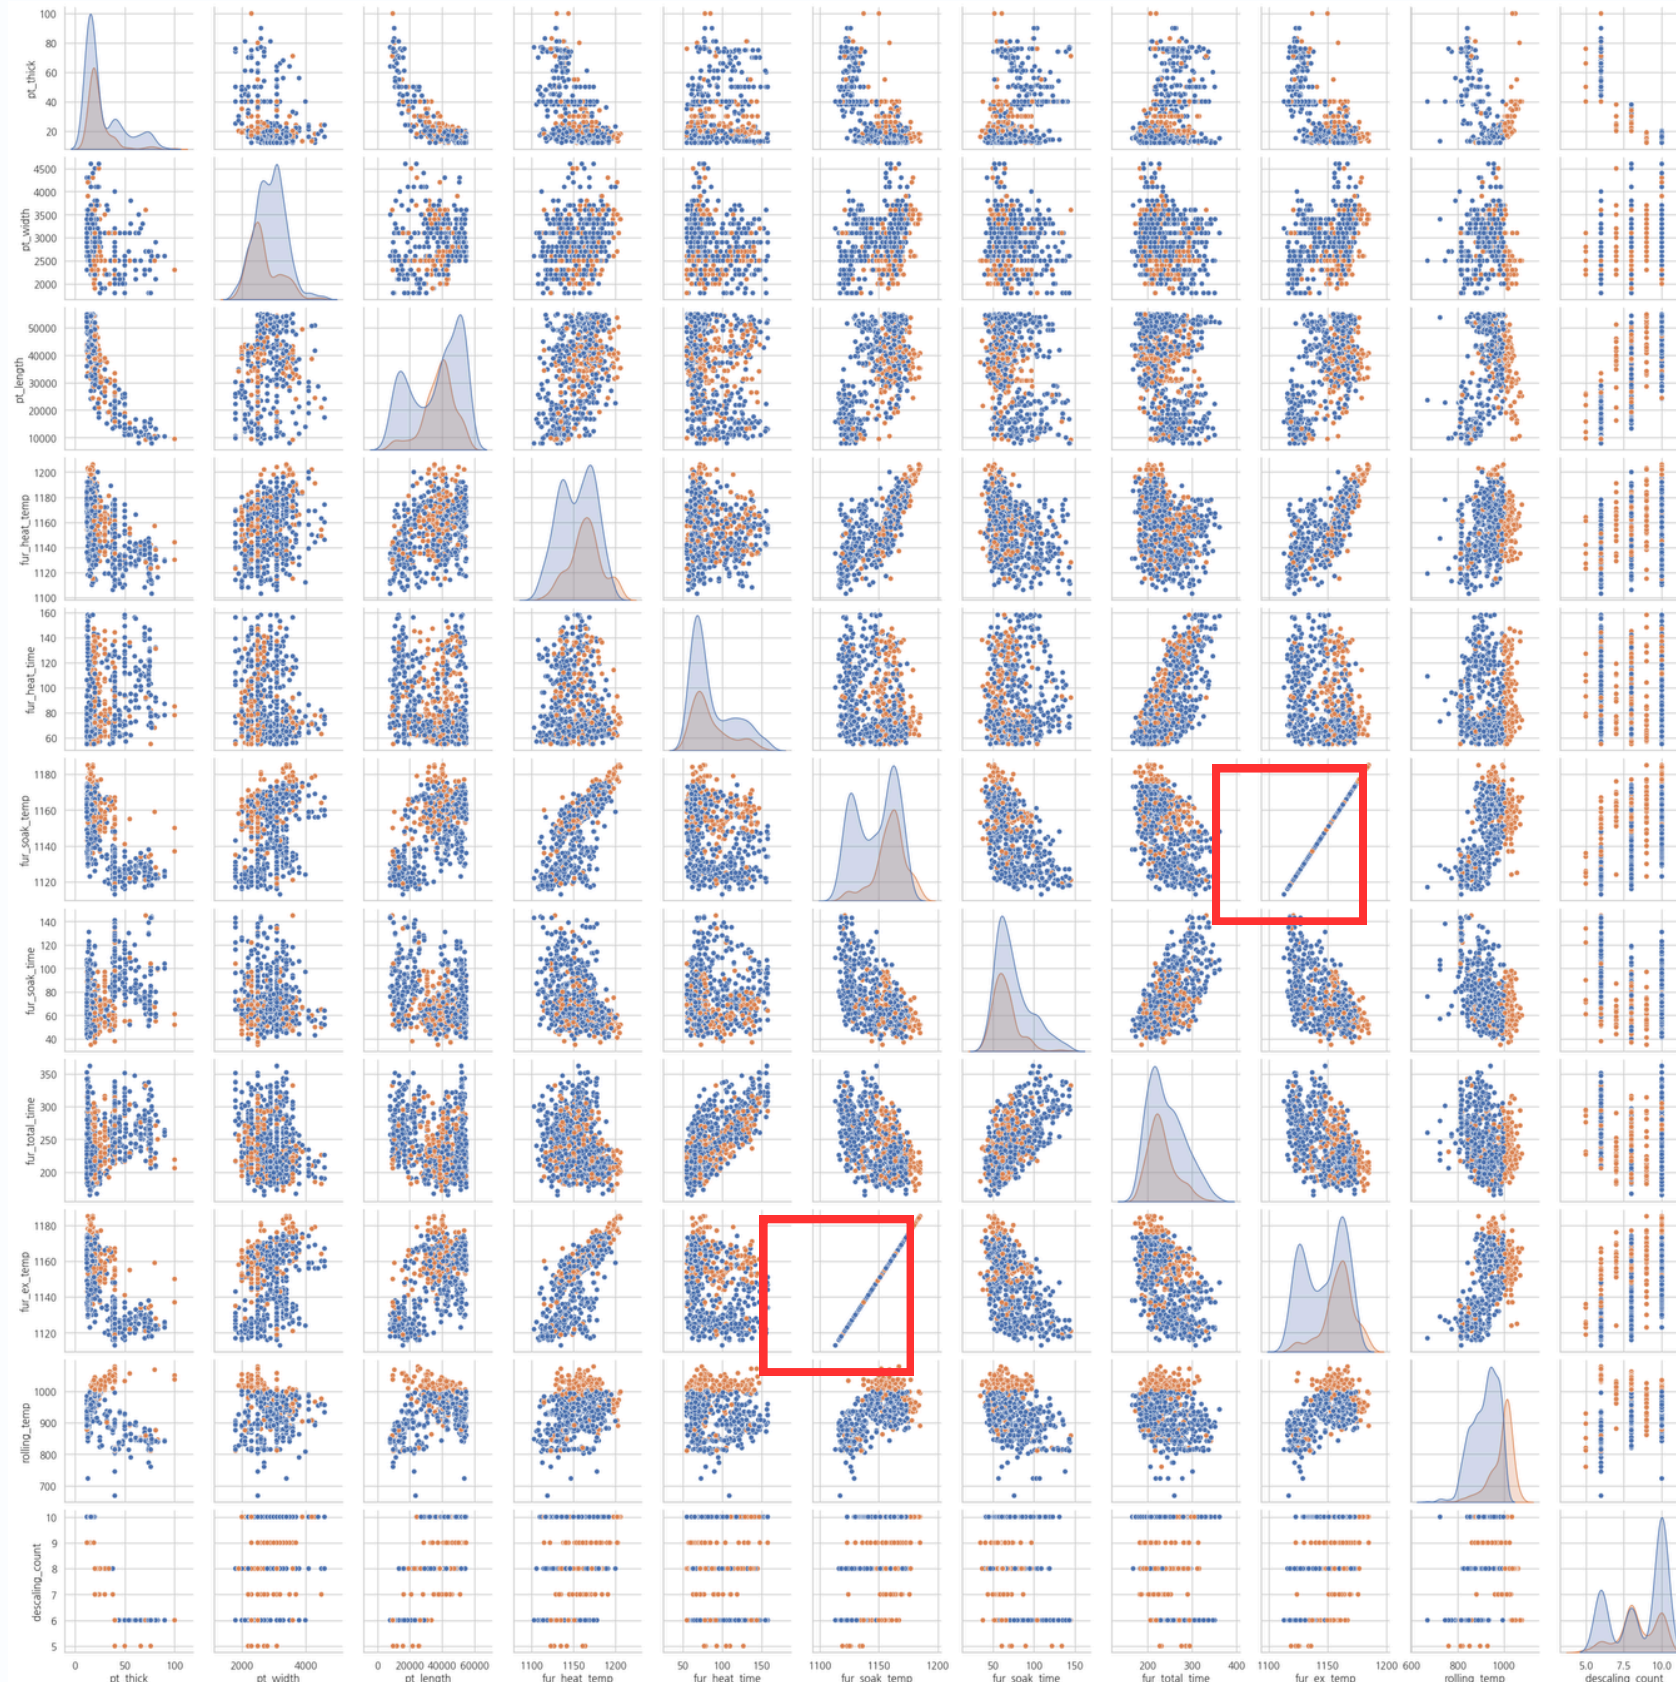 100
80
60
40
20
pt_thick
4500
4000
3500
3000
2500
2000
pt_width
50000
40000
30000
20000
10000
pt_length
1200
1180
1160
1140
1120
1100
fur_heat_temp
160
140
120
100
80
60
fur_heat_time
1180
1160
1140
1120
fur_soak_temp
140
120
100
80
60
40
fur_soak_time
350
300
250
200
fur_total_time
1180
1160
1140
1120
fur_ex_temp
1000
900
800
700
rolling_temp
10
9
8
7
6
5
descaling_count
0 50 100
pt_thick
2000 4000
pt_width
0 20000 40000 60000
pt_length
1100 1150 1200
fur_heat_temp
50 100 150
fur_heat_time
1100 1150 1200
fur_soak_temp
50 100 150
fur_soak_time
200 300 400
fur_total_time
1100 1150 1200
fur_ex_temp
600 800 1000
rolling_temp
5.0 7.5 10.0
descaling_count